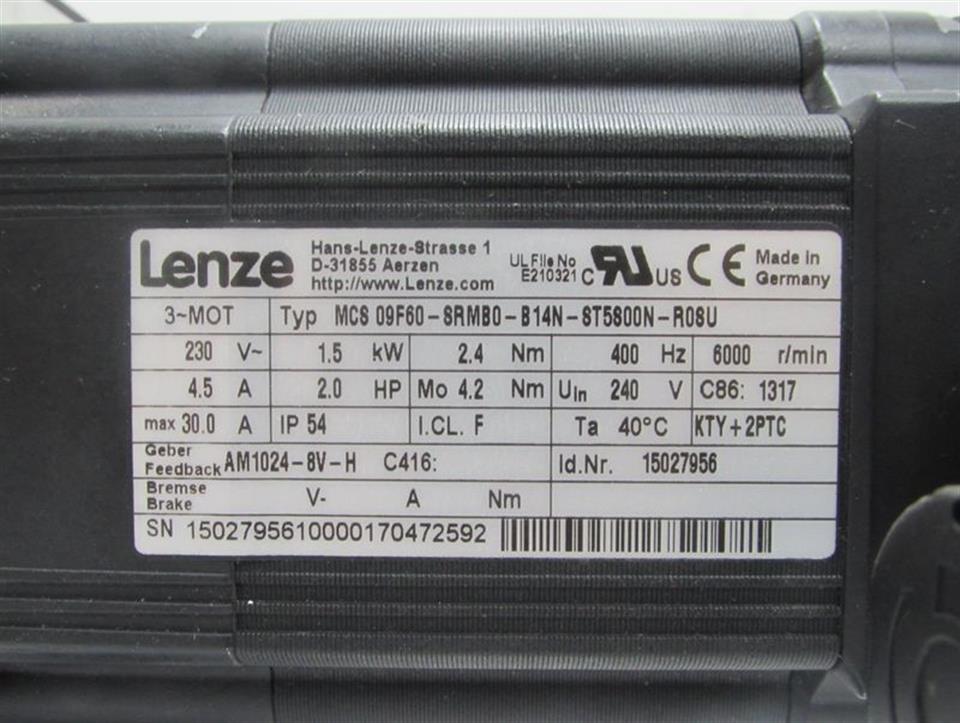 Lenze Hans-Lenze-Strasse 1
D-31855 Aerzen
http://www.Lenze.com
UL File No
E210321 C RU US CE Made in
Germany
3~MOT Typ MCS 09F60-SRMB0-B14N-ST5S00N-R0SU
230 V~ 1.5 kW 2.4 Nm 400 Hz 6000 r/min
4.5 A 2.0 HP Mo 4.2 Nm UIn 240 V C86: 1317
max 30.0 A IP 54 I.CL. F Ta 40°C KTY+2PTC
Geber
Feedback AM1024-8V-H C416: Id.Nr. 15027956
Bremse
Brake V- A Nm
SN 1502795610000170472592